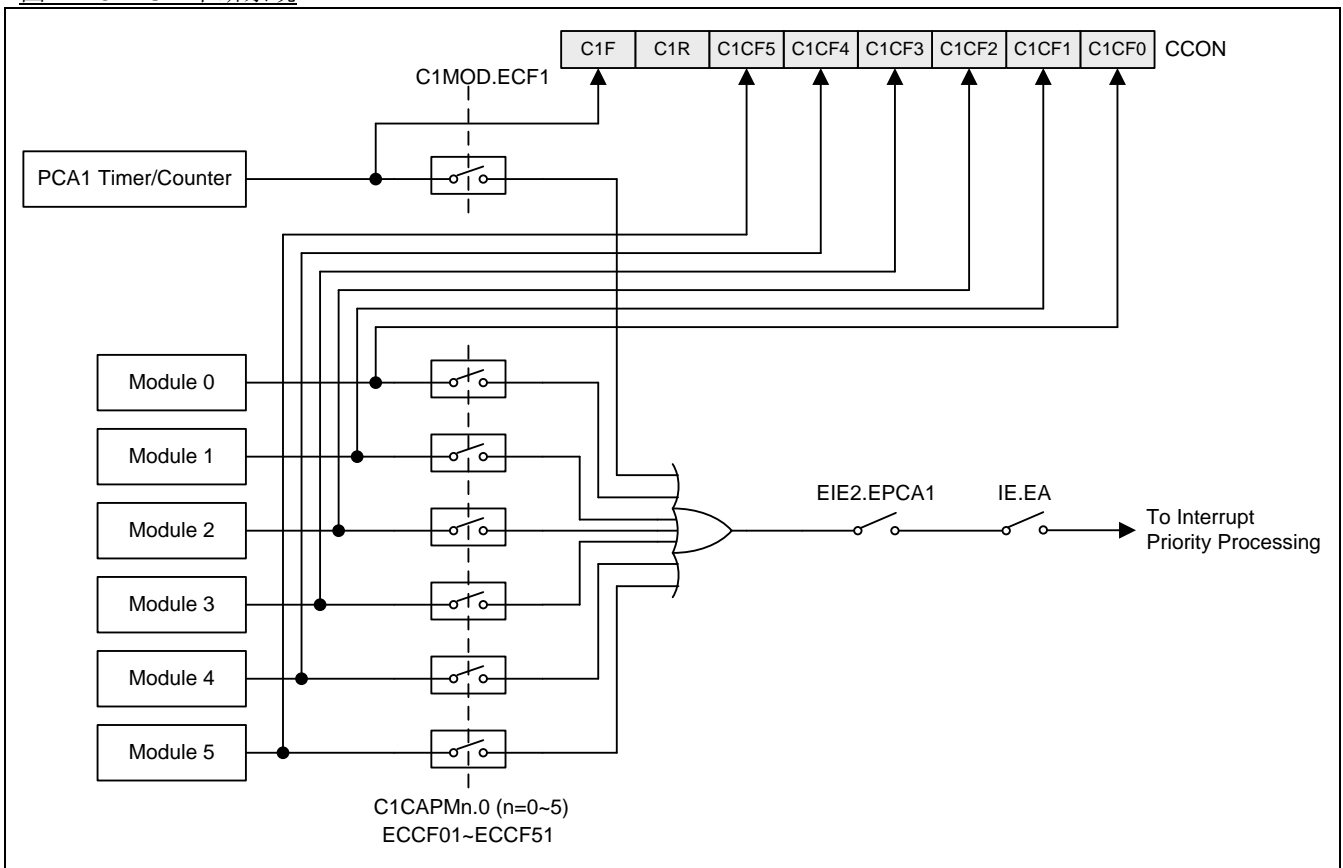 C1F C1R C1CF5 C1CF4 C1CF3 C1CF2 C1CF1 C1CF0 CCON
C1MOD.ECF1
PCA1 Timer/Counter
Module 0
Module 1
Module 2
Module 3
Module 4
Module 5
EIE2.EPCA1
IE.EA
To Interrupt
Priority Processing
C1CAPMn.0 (n=0~5)
ECCF01~ECCF51